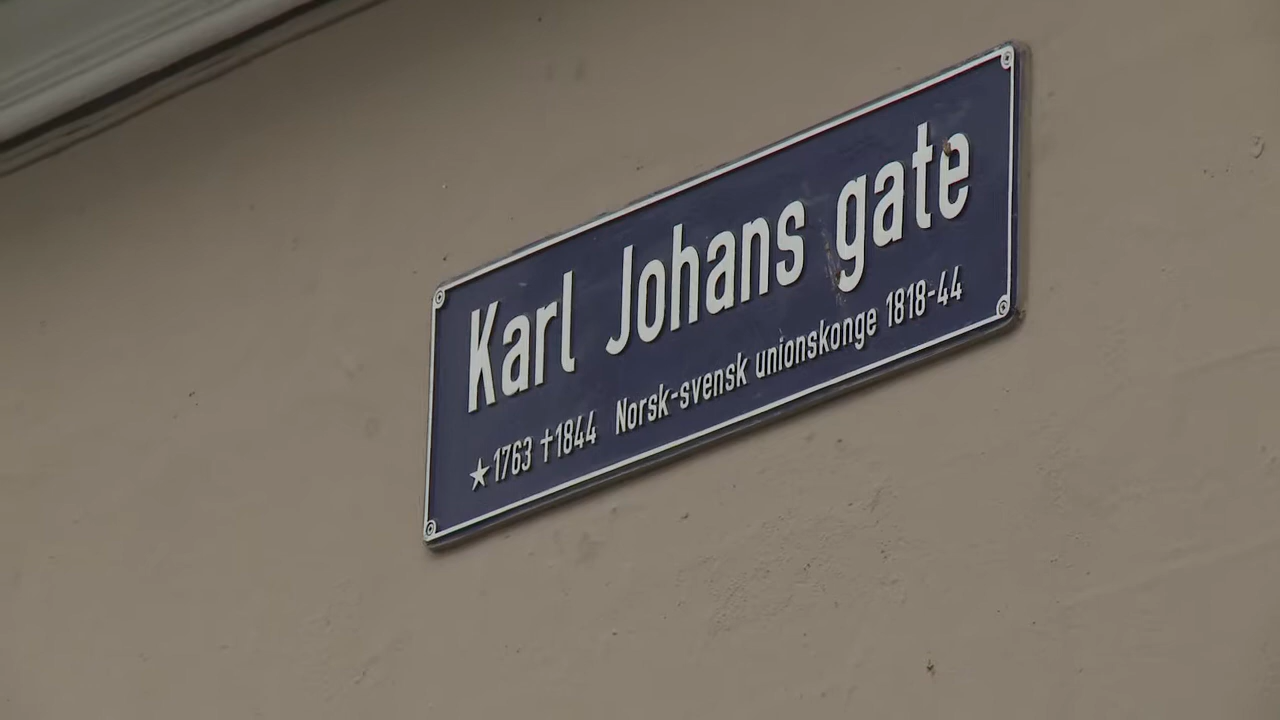 Karl Johans gate
★1763 †1844 Norsk-svensk unionskonge 1818-44